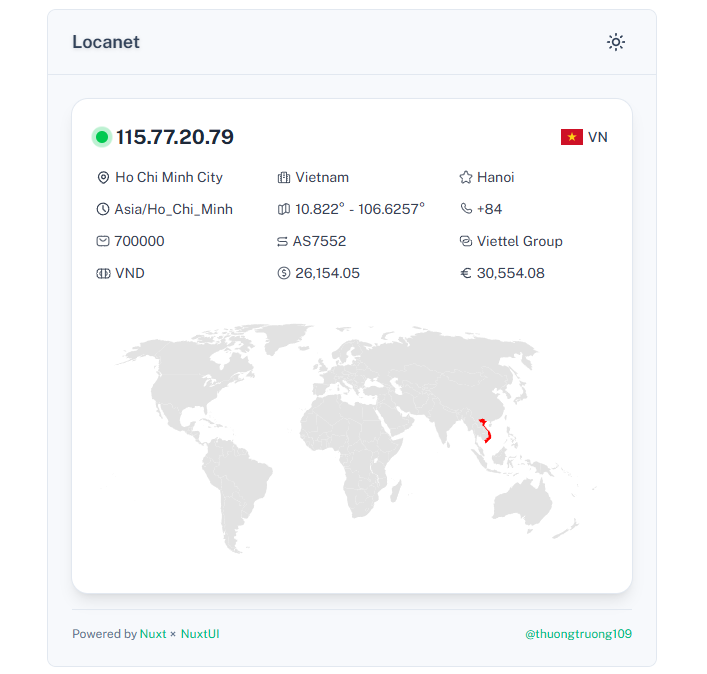 Locanet
115.77.20.79 VN
Ho Chi Minh City Vietnam Hanoi
Asia/Ho_Chi_Minh 10.822° - 106.6257° +84
700000 AS7552 Viettel Group
VND 26,154.05 30,554.08
Powered by Nuxt × NuxtUI @thuongtruong109